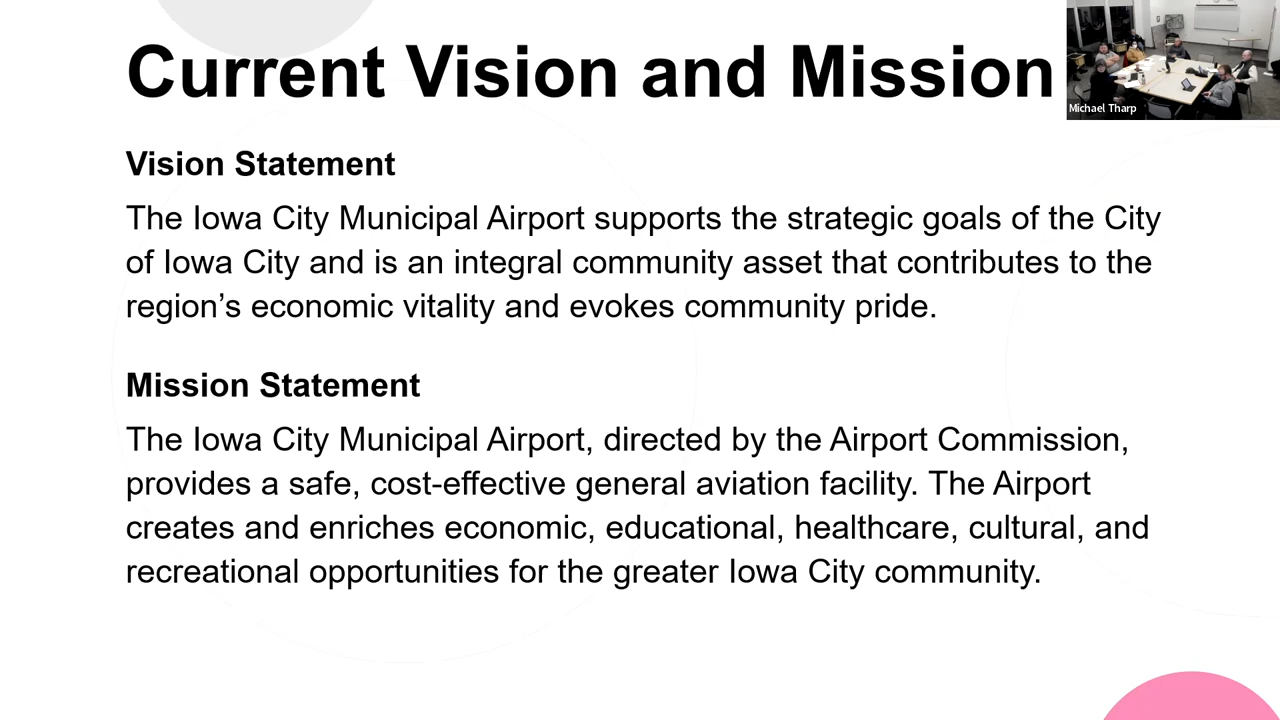 Current Vision and Mission
Michael Tharp
Vision Statement
The Iowa City Municipal Airport supports the strategic goals of the City
of Iowa City and is an integral community asset that contributes to the
region’s economic vitality and evokes community pride.
Mission Statement
The Iowa City Municipal Airport, directed by the Airport Commission,
provides a safe, cost-effective general aviation facility. The Airport
creates and enriches economic, educational, healthcare, cultural, and
recreational opportunities for the greater Iowa City community.